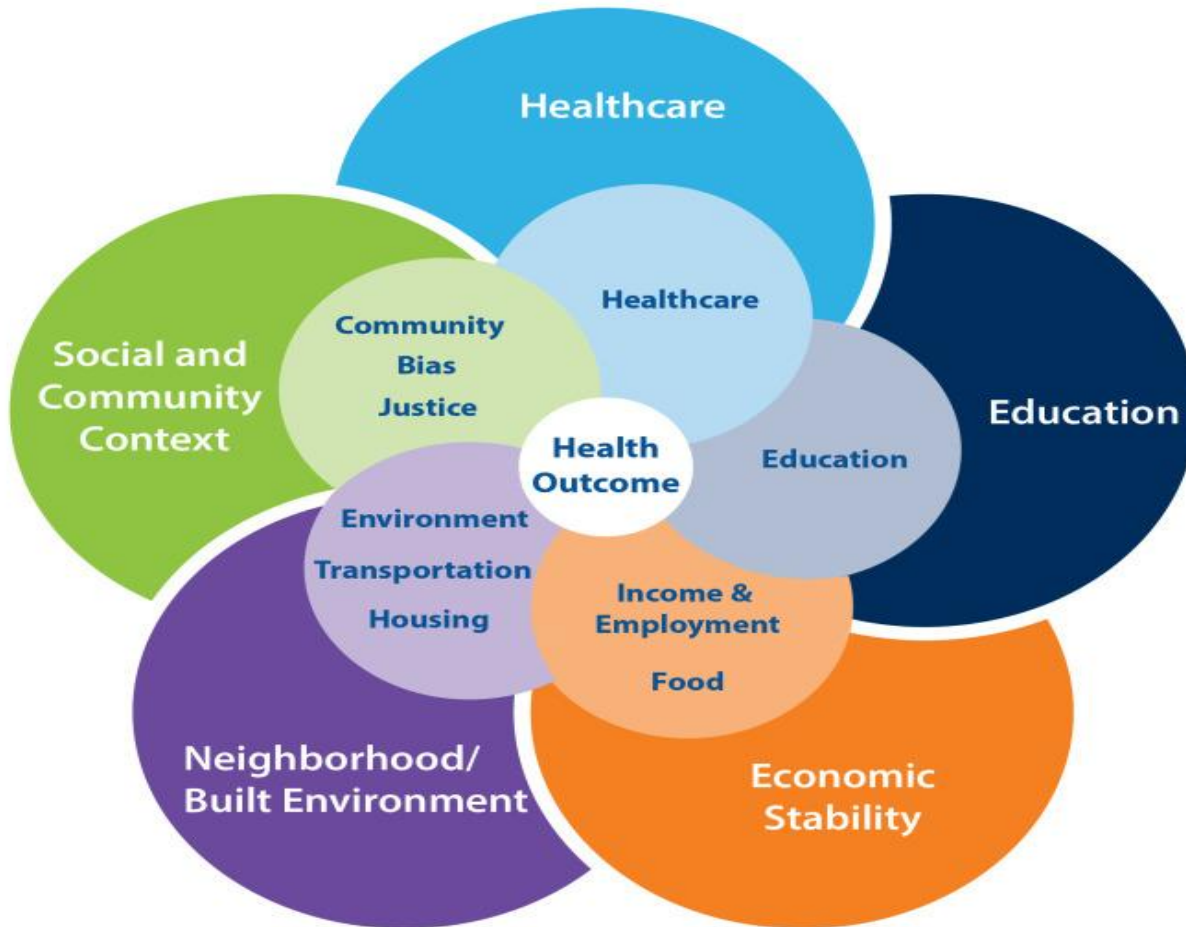 Healthcare
Healthcare
Social and
Community
Context
Community
Bias
Justice
Education
Education
Health
Outcome
Environment
Transportation
Housing
Income &
Employment
Food
Neighborhood/
Built Environment
Economic
Stability